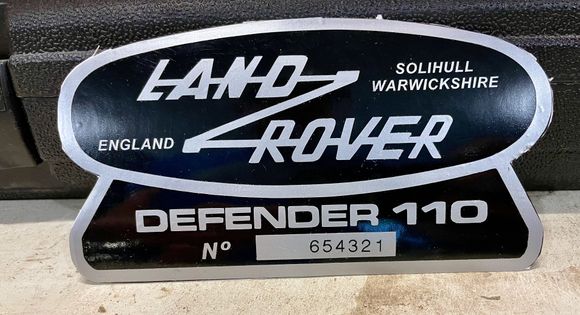 LAND
ROVER
SOLIHULL
WARWICKSHIRE
ENGLAND
DEFENDER 110
Nº 654321